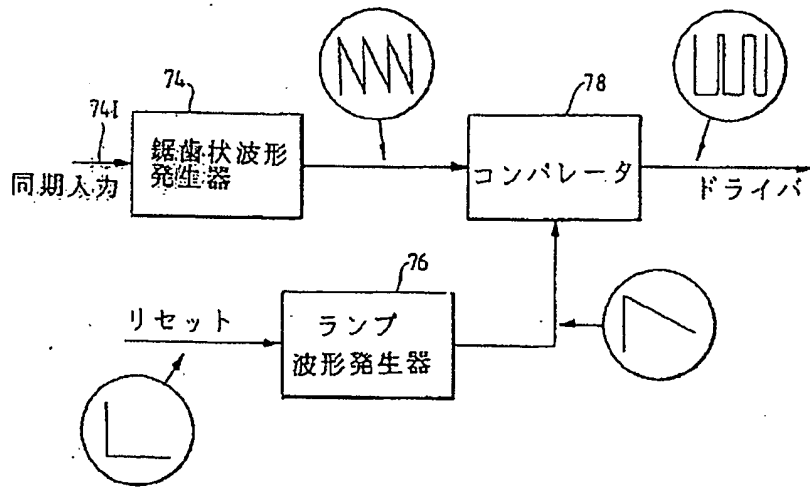 74
78
74I
鋸歯状波形
発生器
コンパレータ
同期入力
ドライバ
76
リセット
ランプ
波形発生器